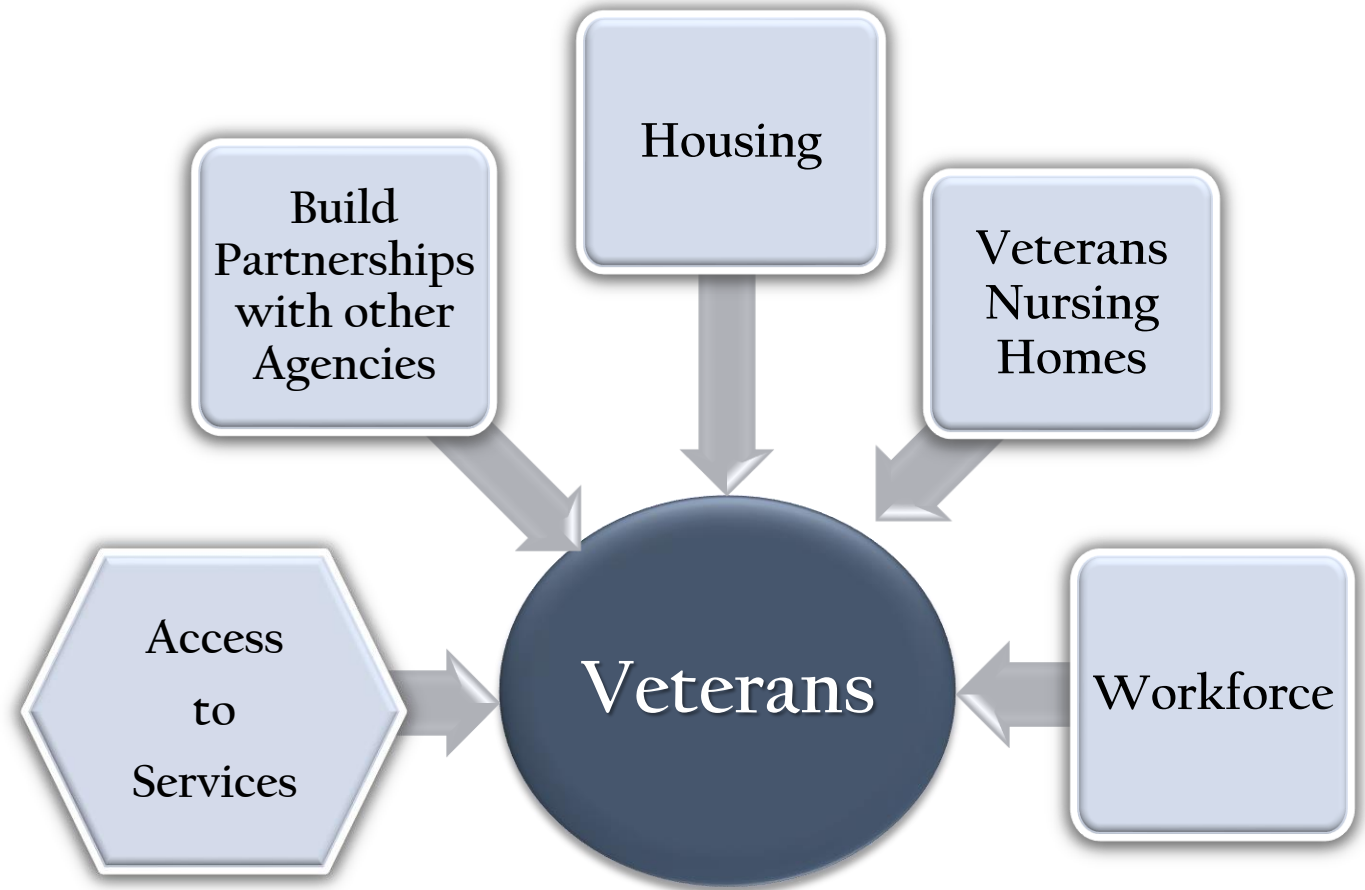 Housing
Build
Partnerships
with other
Agencies
Veterans
Nursing
Homes
Access
to
Services
Veterans
Workforce